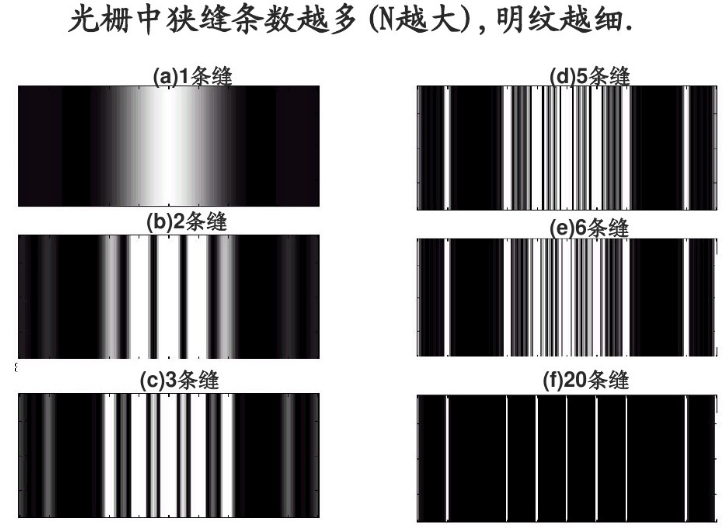 光栅中狭缝条数越多(N越大),明纹越细.
(a)1条缝
(b)2条缝
(c)3条缝
(d)5条缝
(e)6条缝
(f)20条缝